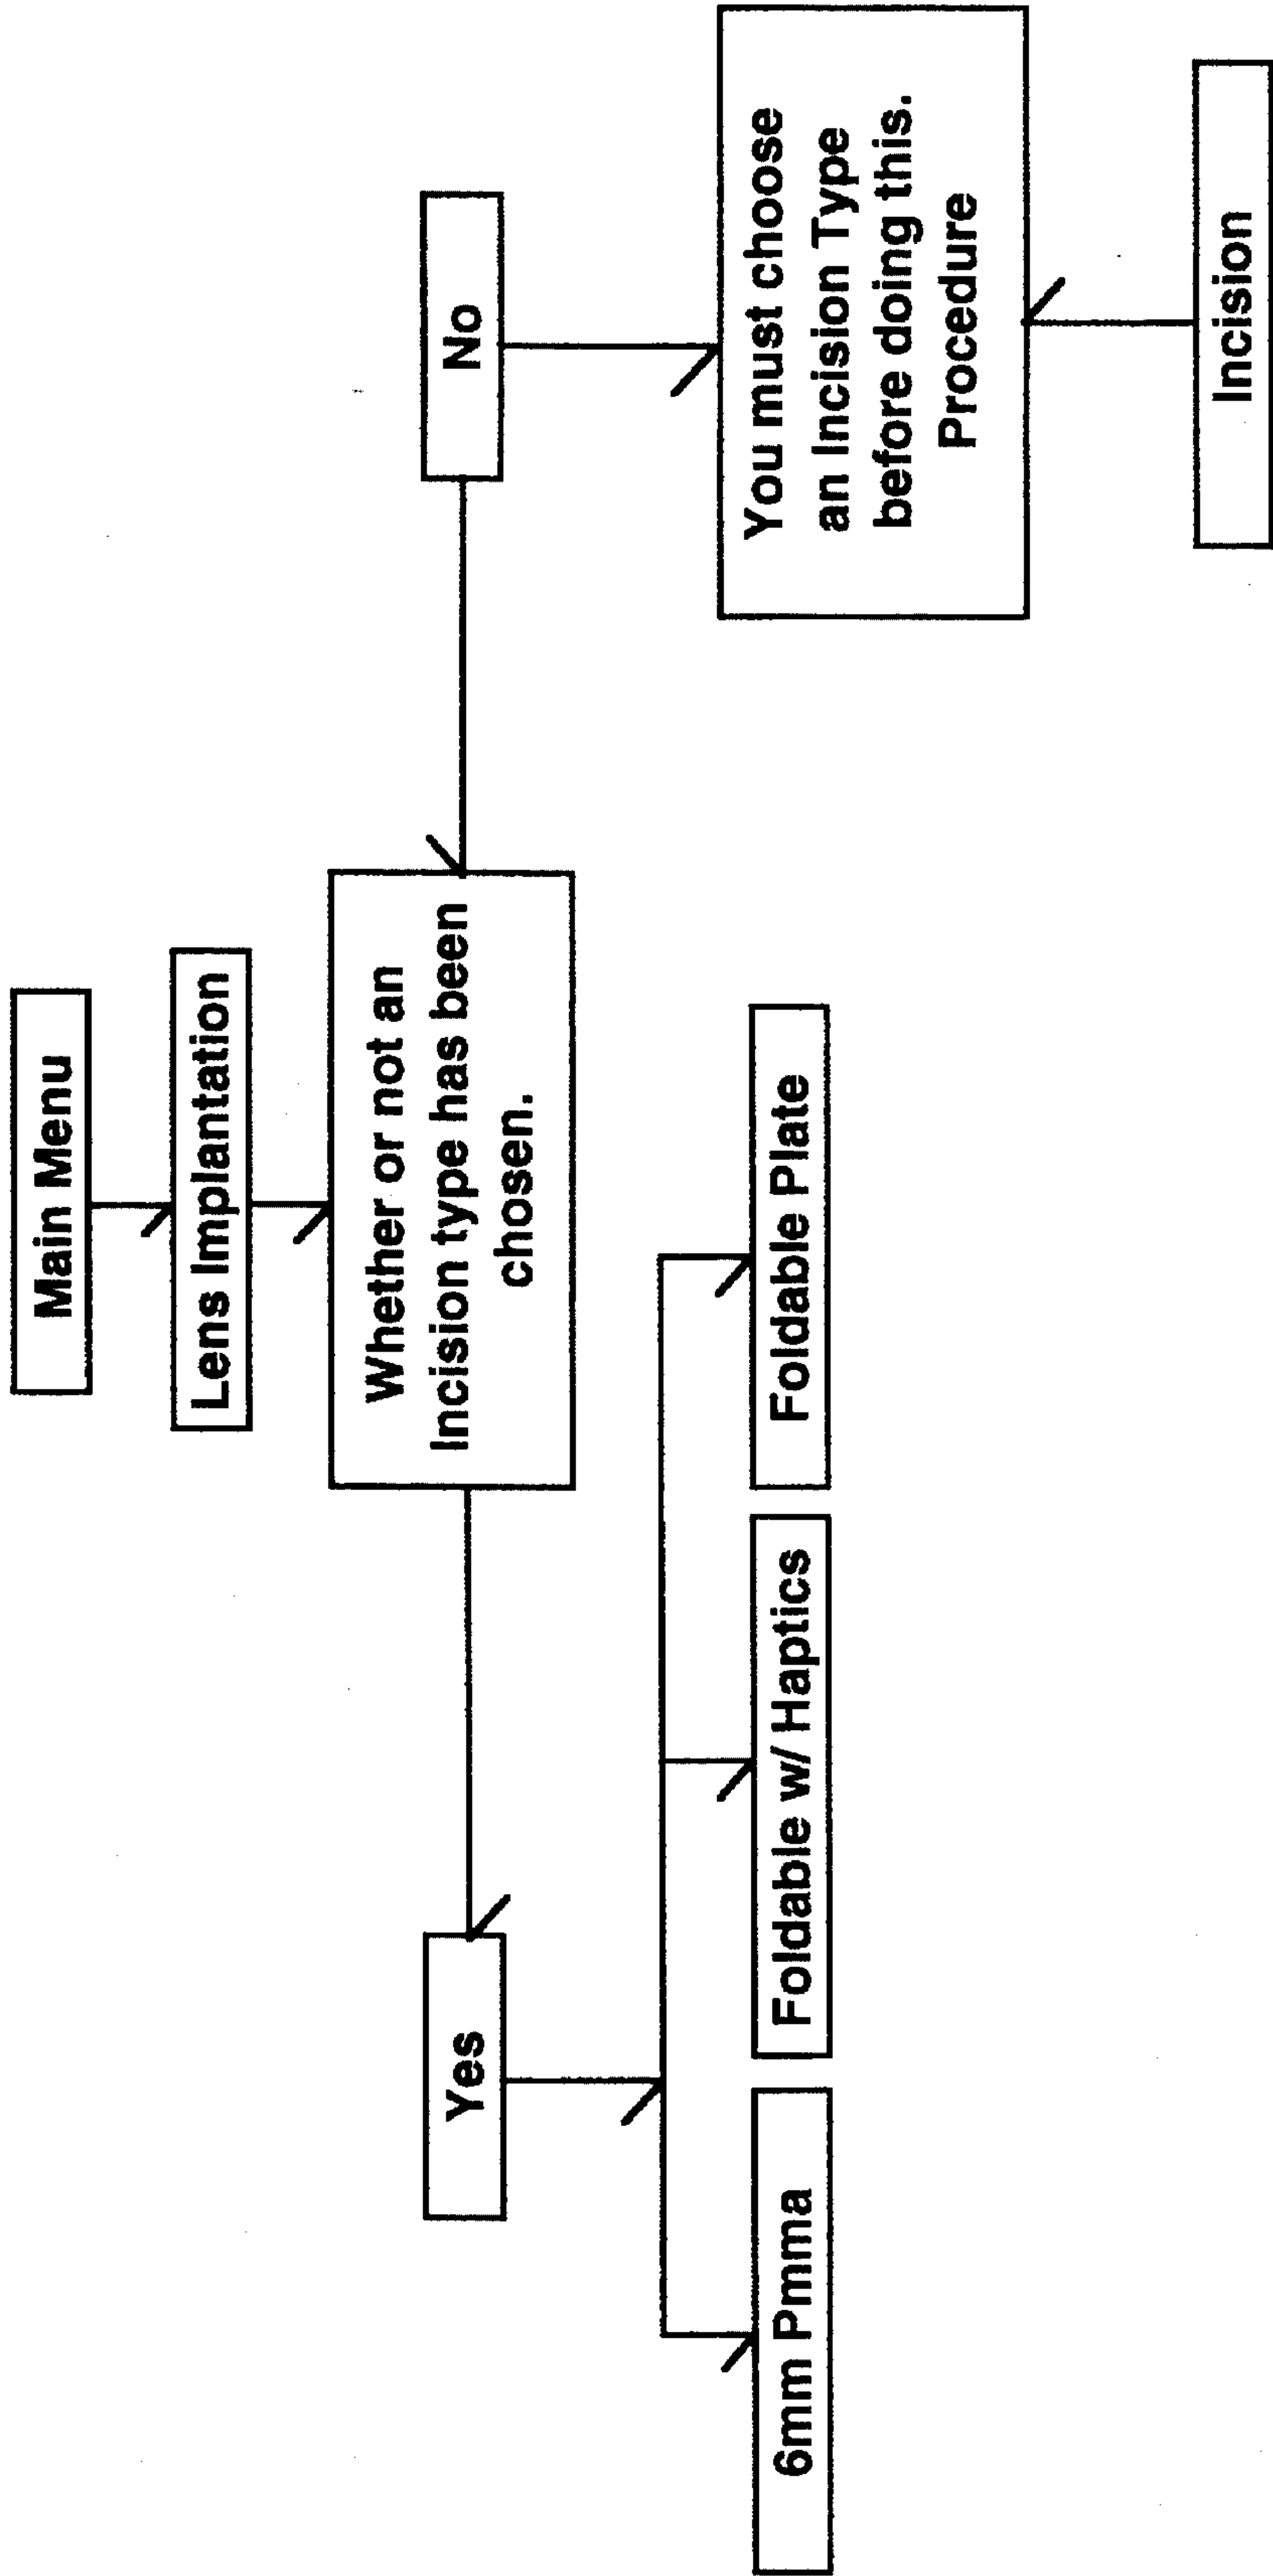 Main Menu
Lens Implantation
Whether or not an
Incision type has been
chosen.
Yes
No
6mm Pmma
Foldable w/ Haptics
Foldable Plate
You must choose
an Incision Type
before doing this.
Procedure
Incision